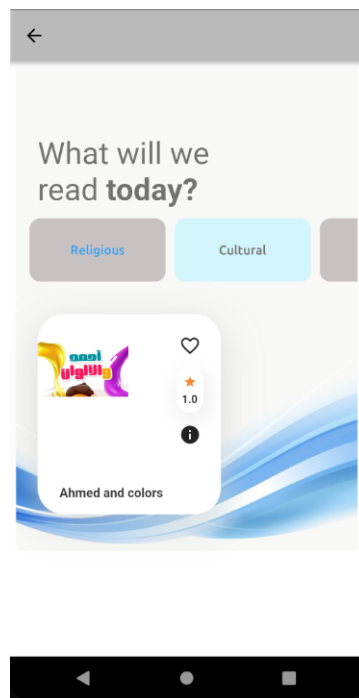 What will we
read today?
Religious
Cultural
أحمد
والألوان
1.0
Ahmed and colors